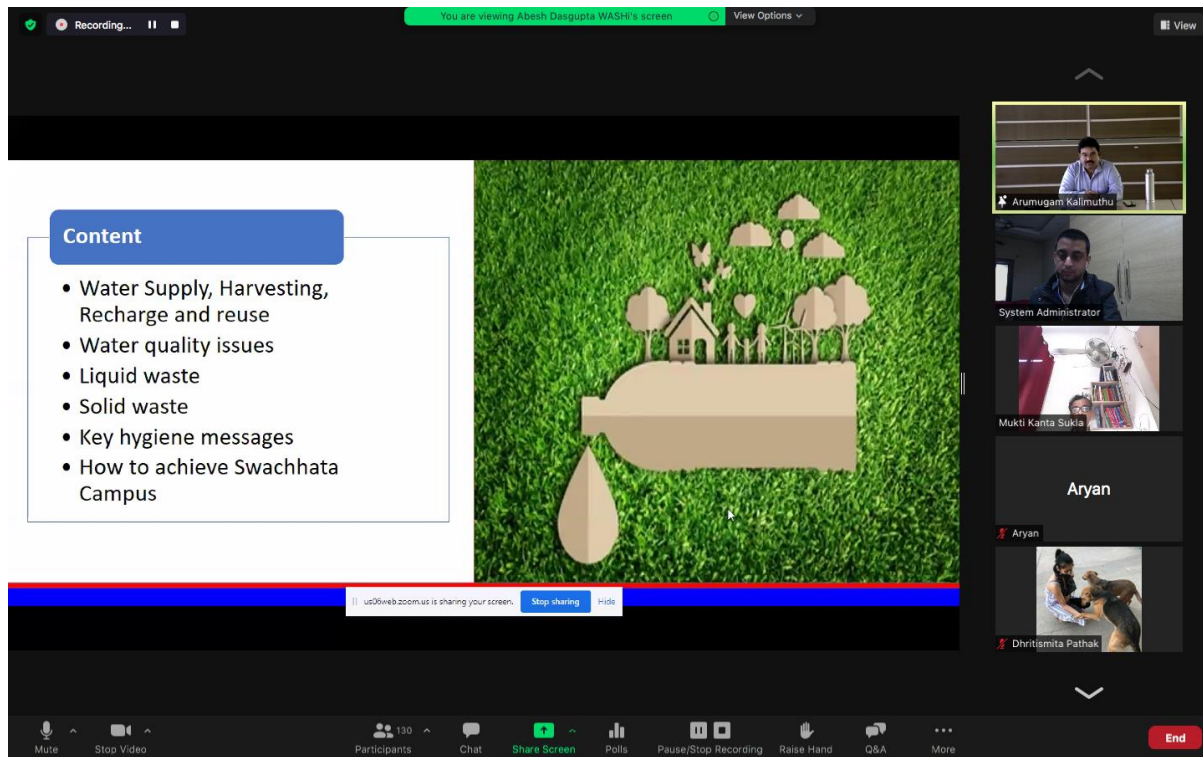 Recording...
You are viewing Abesh Dasgupta WASHi's screen
View Options
View
Content
• Water Supply, Harvesting,
Recharge and reuse
• Water quality issues
• Liquid waste
• Solid waste
• Key hygiene messages
• How to achieve Swachhata
Campus
us06web.zoom.us is sharing your screen.
Stop sharing
Hide
Arumugam Kalimuthu
System Administrator
Mukti Kanta Sukla
Aryan
Aryan
Dhritismita Pathak
Mute
Stop Video
130
Participants
Chat
Share Screen
Polls
Pause/Stop Recording
Raise Hand
Q&A
More
End